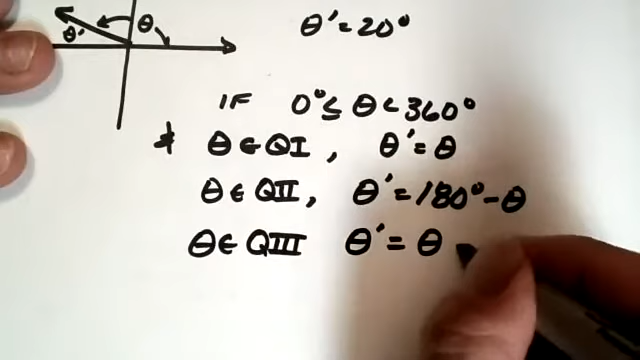 θ
θ'
θ' = 20°
IF 0° ≤ θ < 360°
* θ ∈ QI, θ' = θ
θ ∈ QII, θ' = 180° - θ
θ ∈ QIII θ' = θ